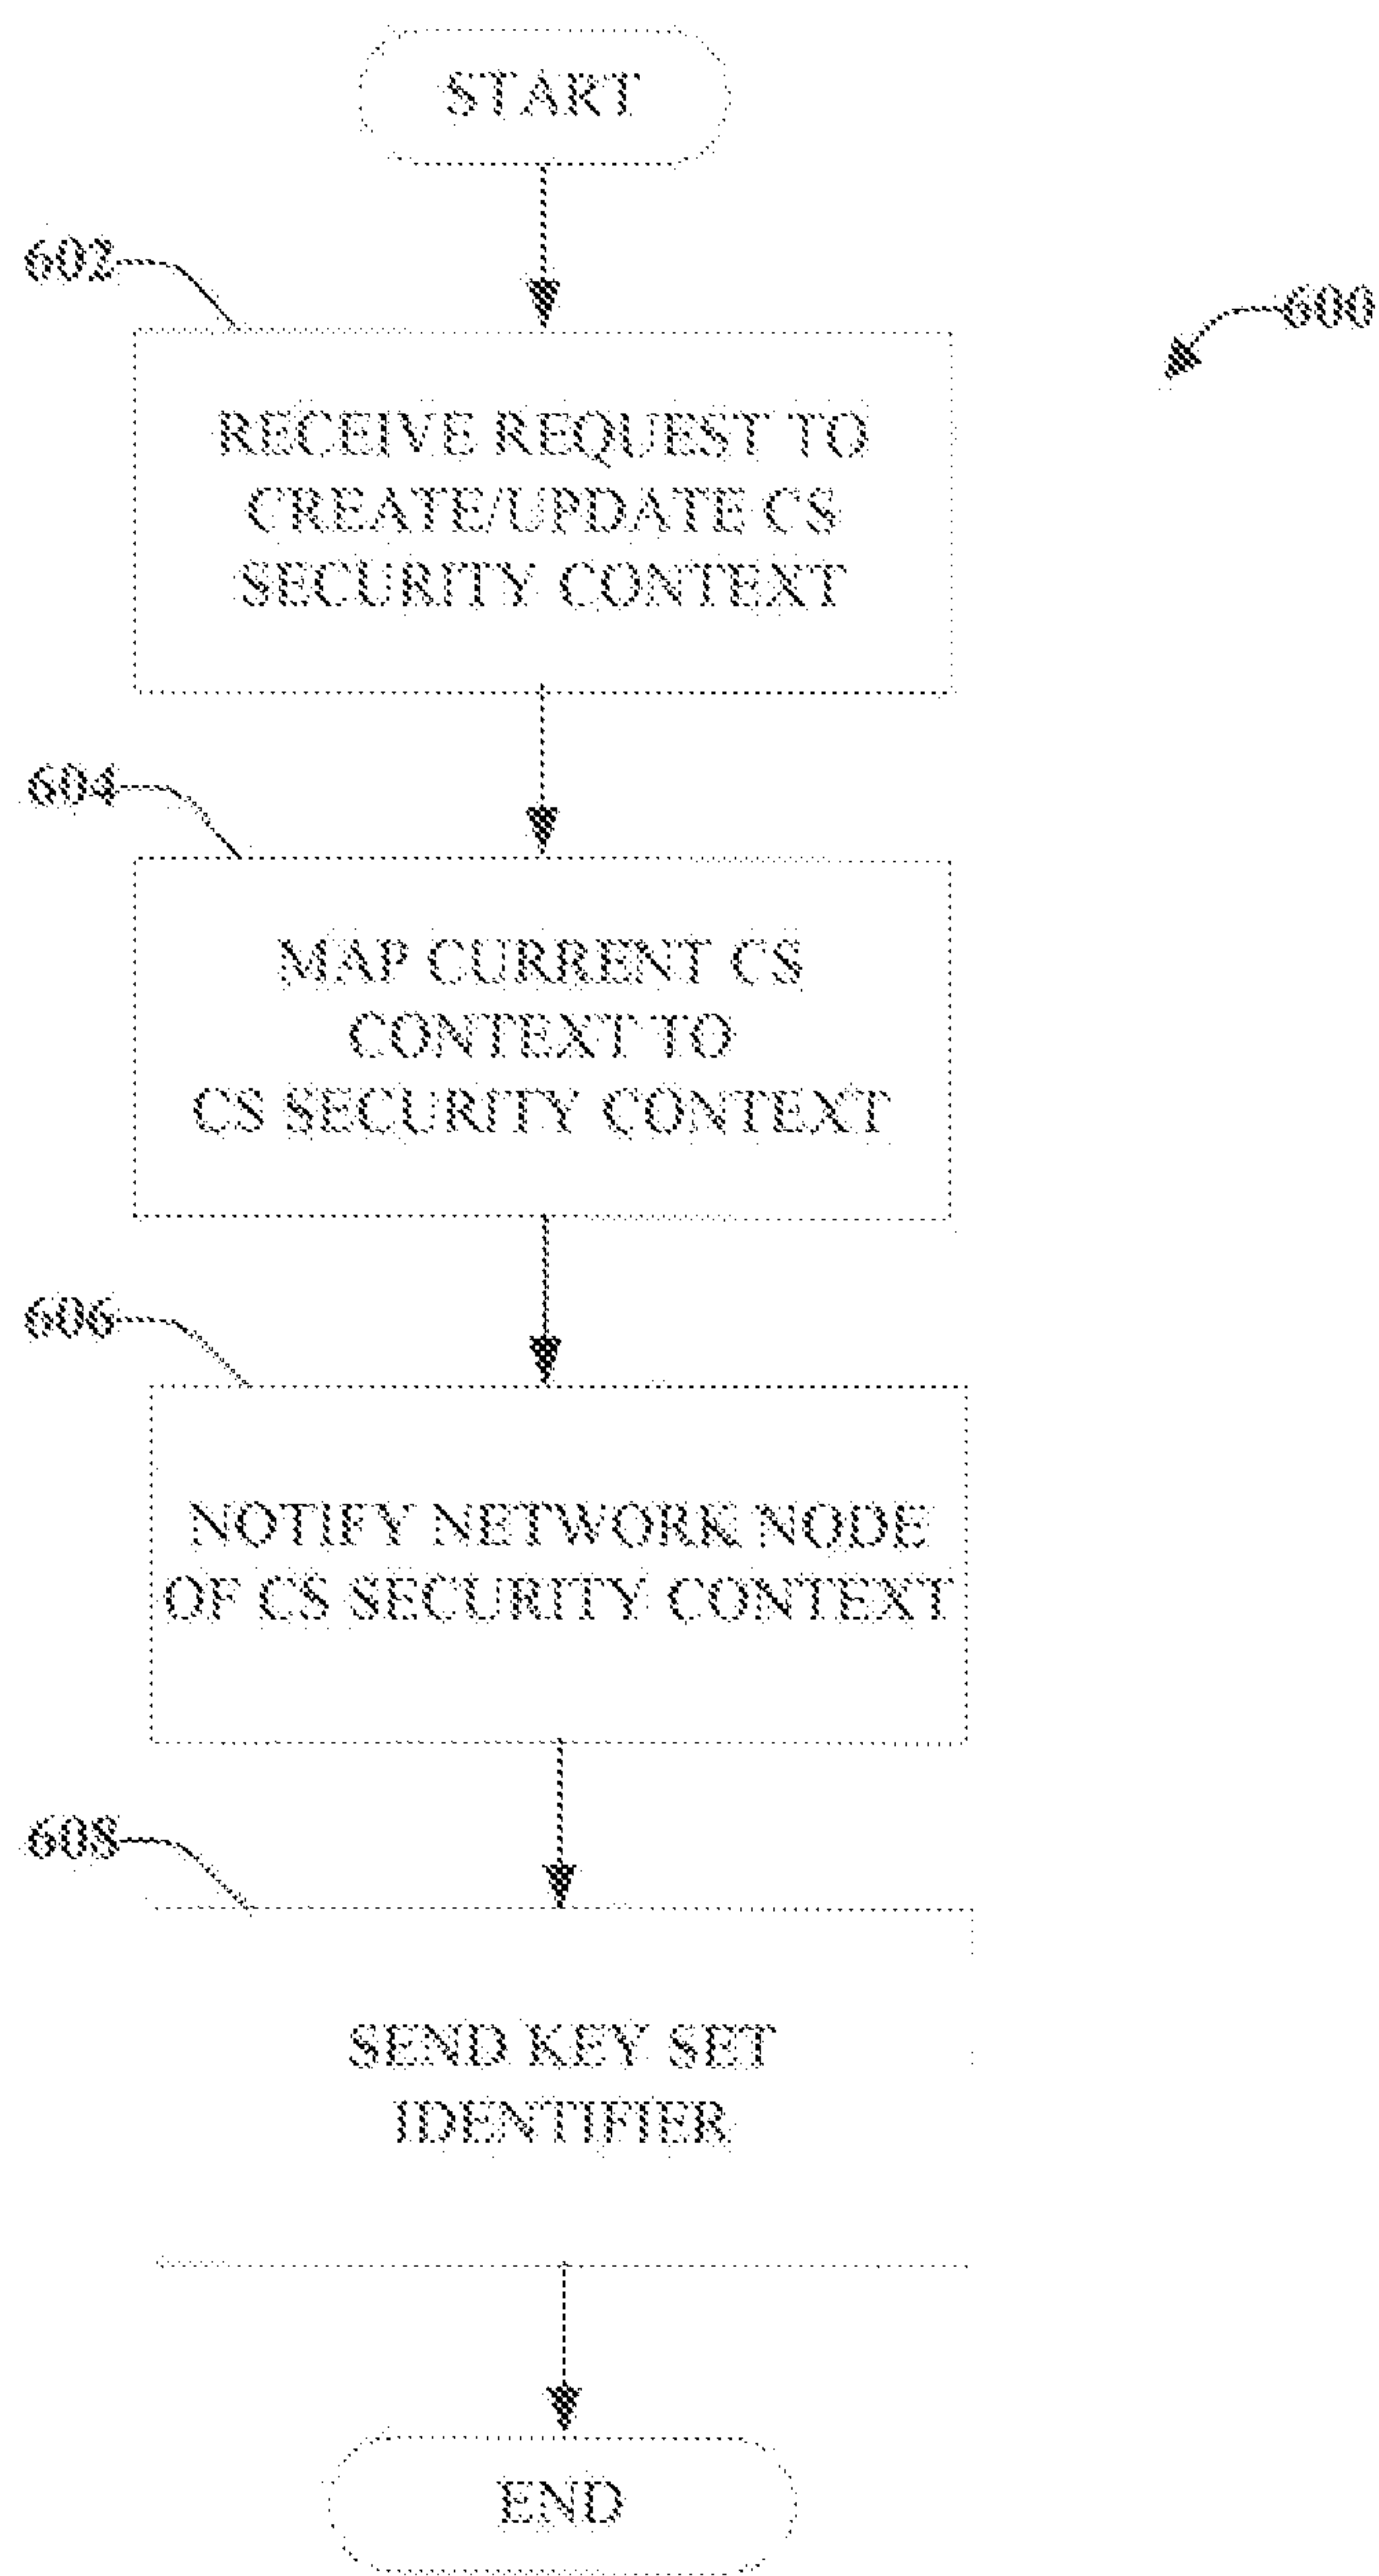 START
602
600
RECEIVE REQUEST TO
CREATE/UPDATE CS
SECURITY CONTEXT
604
MAP CURRENT CS
CONTEXT TO
CS SECURITY CONTEXT
606
NOTIFY NETWORK NODE
OF CS SECURITY CONTEXT
608
SEND KEY SET
IDENTIFIER
END